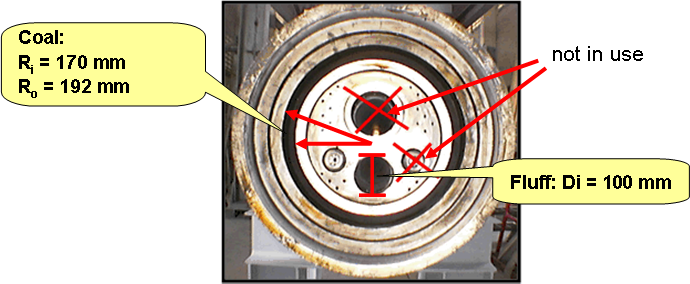 Coal:
Ri = 170 mm
Ro = 192 mm
not in use
Fluff: Di = 100 mm